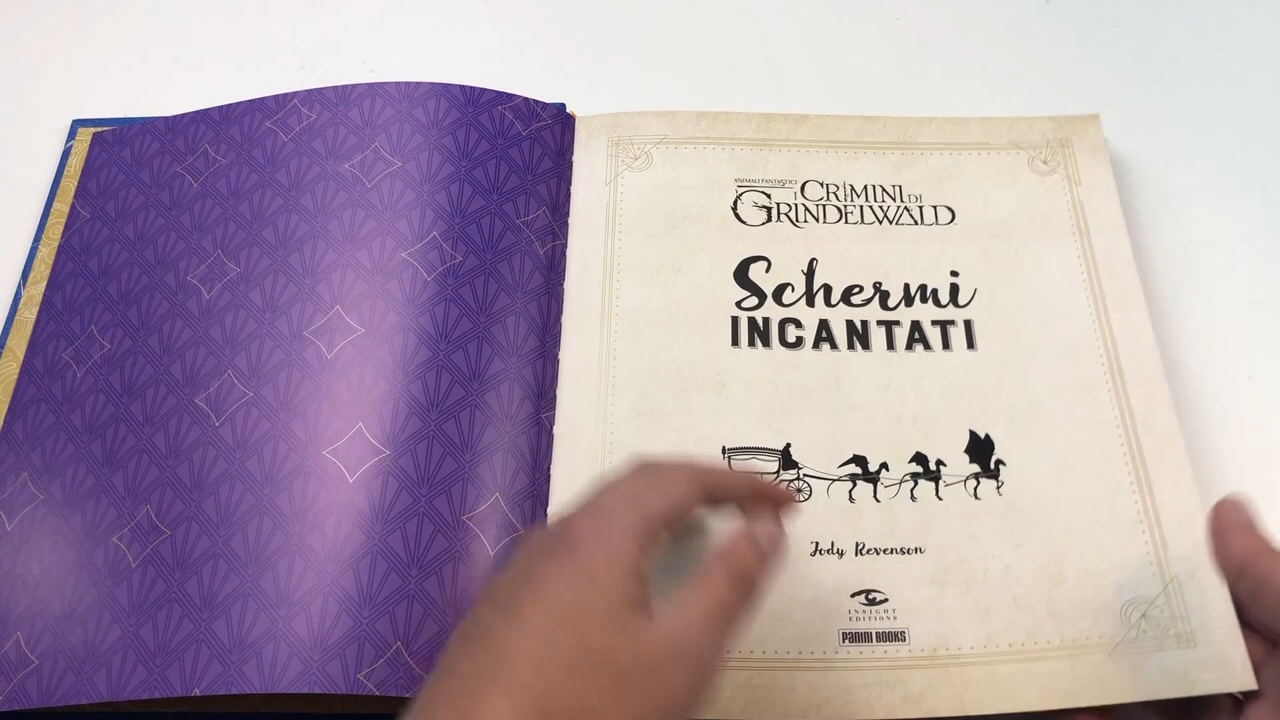 ANIMALI FANTASTICI
I CRIMINI DI
GRINDELWALD
Schermi
INCANTATI
Jody Revenson
INSIGHT
EDITIONS
PANINI BOOKS